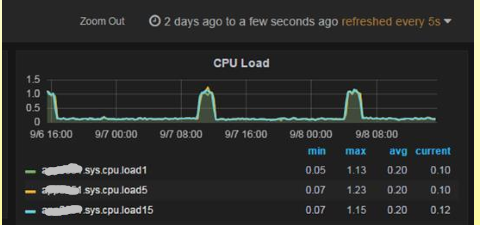 Zoom Out 2 days ago to a few seconds ago refreshed every 5s
CPU Load
1.5
1.0
0.5
0
9/6 16:00 9/7 00:00 9/7 08:00 9/7 16:00 9/8 00:00 9/8 08:00
min max avg current
.sys.cpu.load1 0.05 1.13 0.20 0.10
.sys.cpu.load5 0.07 1.23 0.20 0.10
.sys.cpu.load15 0.07 1.15 0.20 0.12